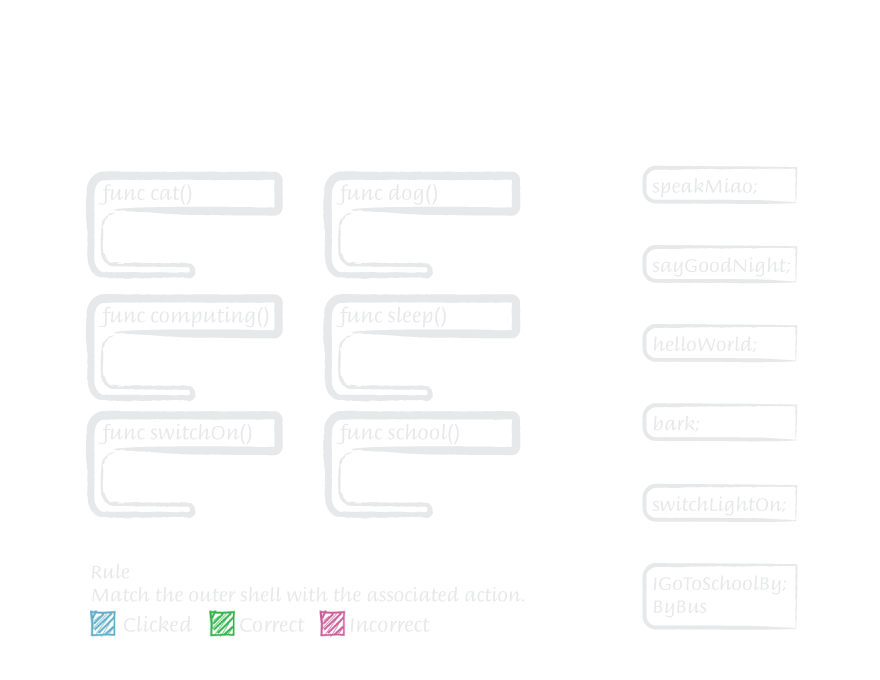 func cat()
func dog()
speakMiao;
sayGoodNight;
func computing()
func sleep()
helloWorld;
bark;
func switchOn()
func school()
switchLightOn;
IGoToSchoolBy;
ByBus
Rule
Match the outer shell with the associated action.
Clicked
Correct
Incorrect